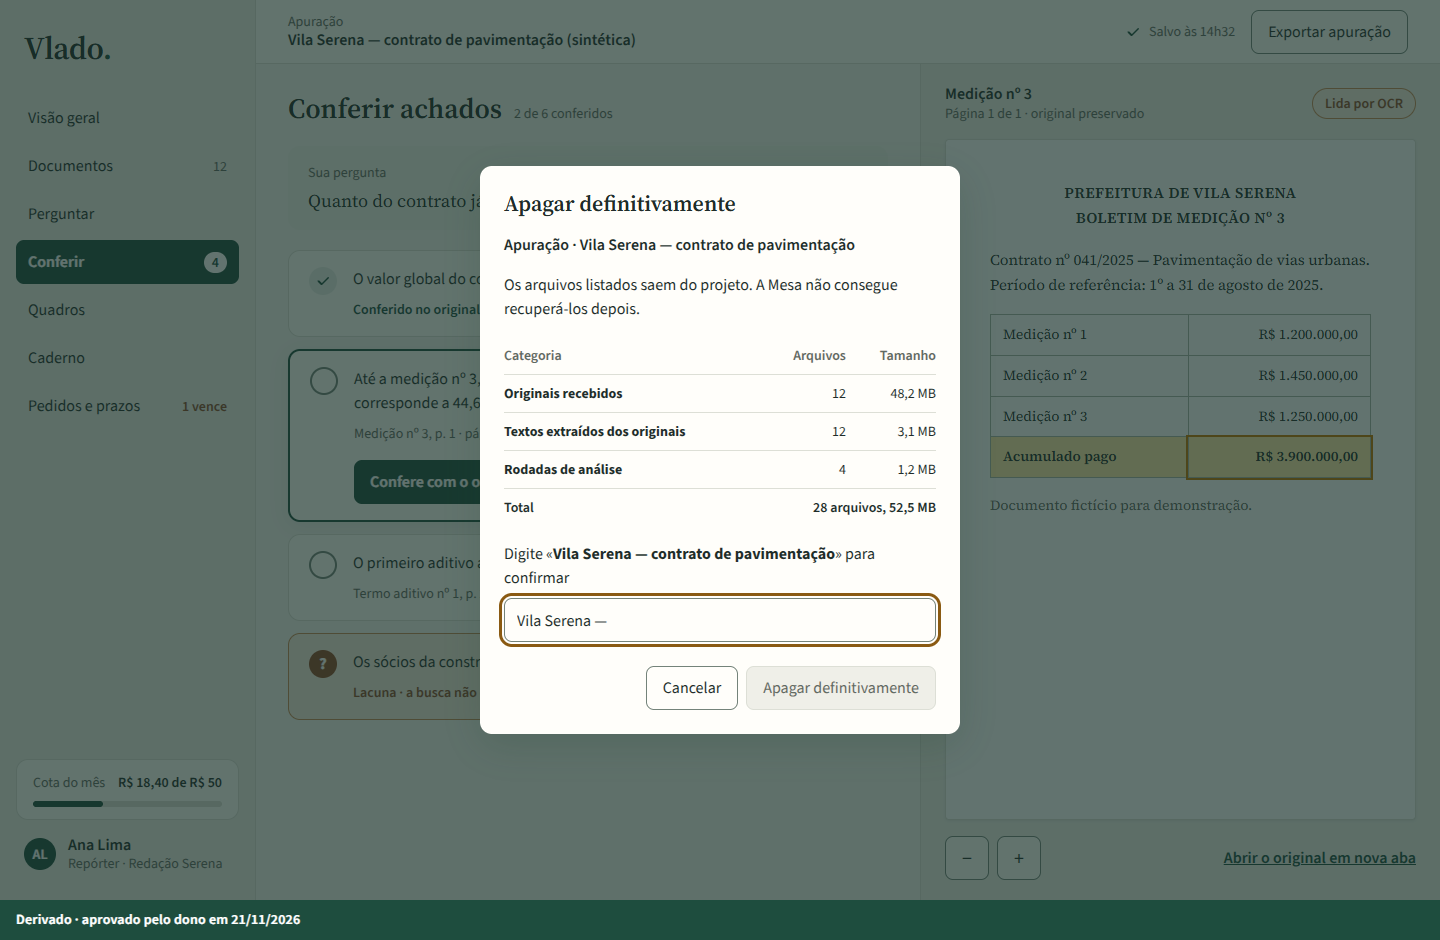 Vlado.
Visão geral
Documentos 12
Perguntar
Conferir 4
Quadros
Caderno
Pedidos e prazos 1 vence
Cota do mês R$ 18,40 de R$ 50
AL
Ana Lima
Repórter · Redação Serena
Apuração
Vila Serena — contrato de pavimentação (sintética)
Salvo às 14h32
Exportar apuração
Conferir achados 2 de 6 conferidos
Sua pergunta
Quanto do contrato
O valor global do
Conferido no original
Até a medição nº 3,
corresponde a 44,6
Medição nº 3, p. 1 ·
Confere com o
O primeiro aditivo
Termo aditivo nº 1, p.
?
Os sócios da
Lacuna · a busca não
Apagar definitivamente
Apuração · Vila Serena — contrato de pavimentação
Os arquivos listados saem do projeto. A Mesa não consegue
recuperá-los depois.
Categoria Arquivos Tamanho
Originais recebidos 12 48,2 MB
Textos extraídos dos originais 12 3,1 MB
Rodadas de análise 4 1,2 MB
Total 28 arquivos, 52,5 MB
Digite «Vila Serena — contrato de pavimentação» para
confirmar
Vila Serena —
Cancelar
Apagar definitivamente
Medição nº 3
Página 1 de 1 · original preservado
Lida por OCR
PREFEITURA DE VILA SERENA
BOLETIM DE MEDIÇÃO Nº 3
Contrato nº 041/2025 — Pavimentação de vias urbanas.
Período de referência: 1º a 31 de agosto de 2025.
Medição nº 1 R$ 1.200.000,00
Medição nº 2 R$ 1.450.000,00
Medição nº 3 R$ 1.250.000,00
Acumulado pago R$ 3.900.000,00
Documento fictício para demonstração.
− +
Abrir o original em nova aba
Derivado · aprovado pelo dono em 21/11/2026